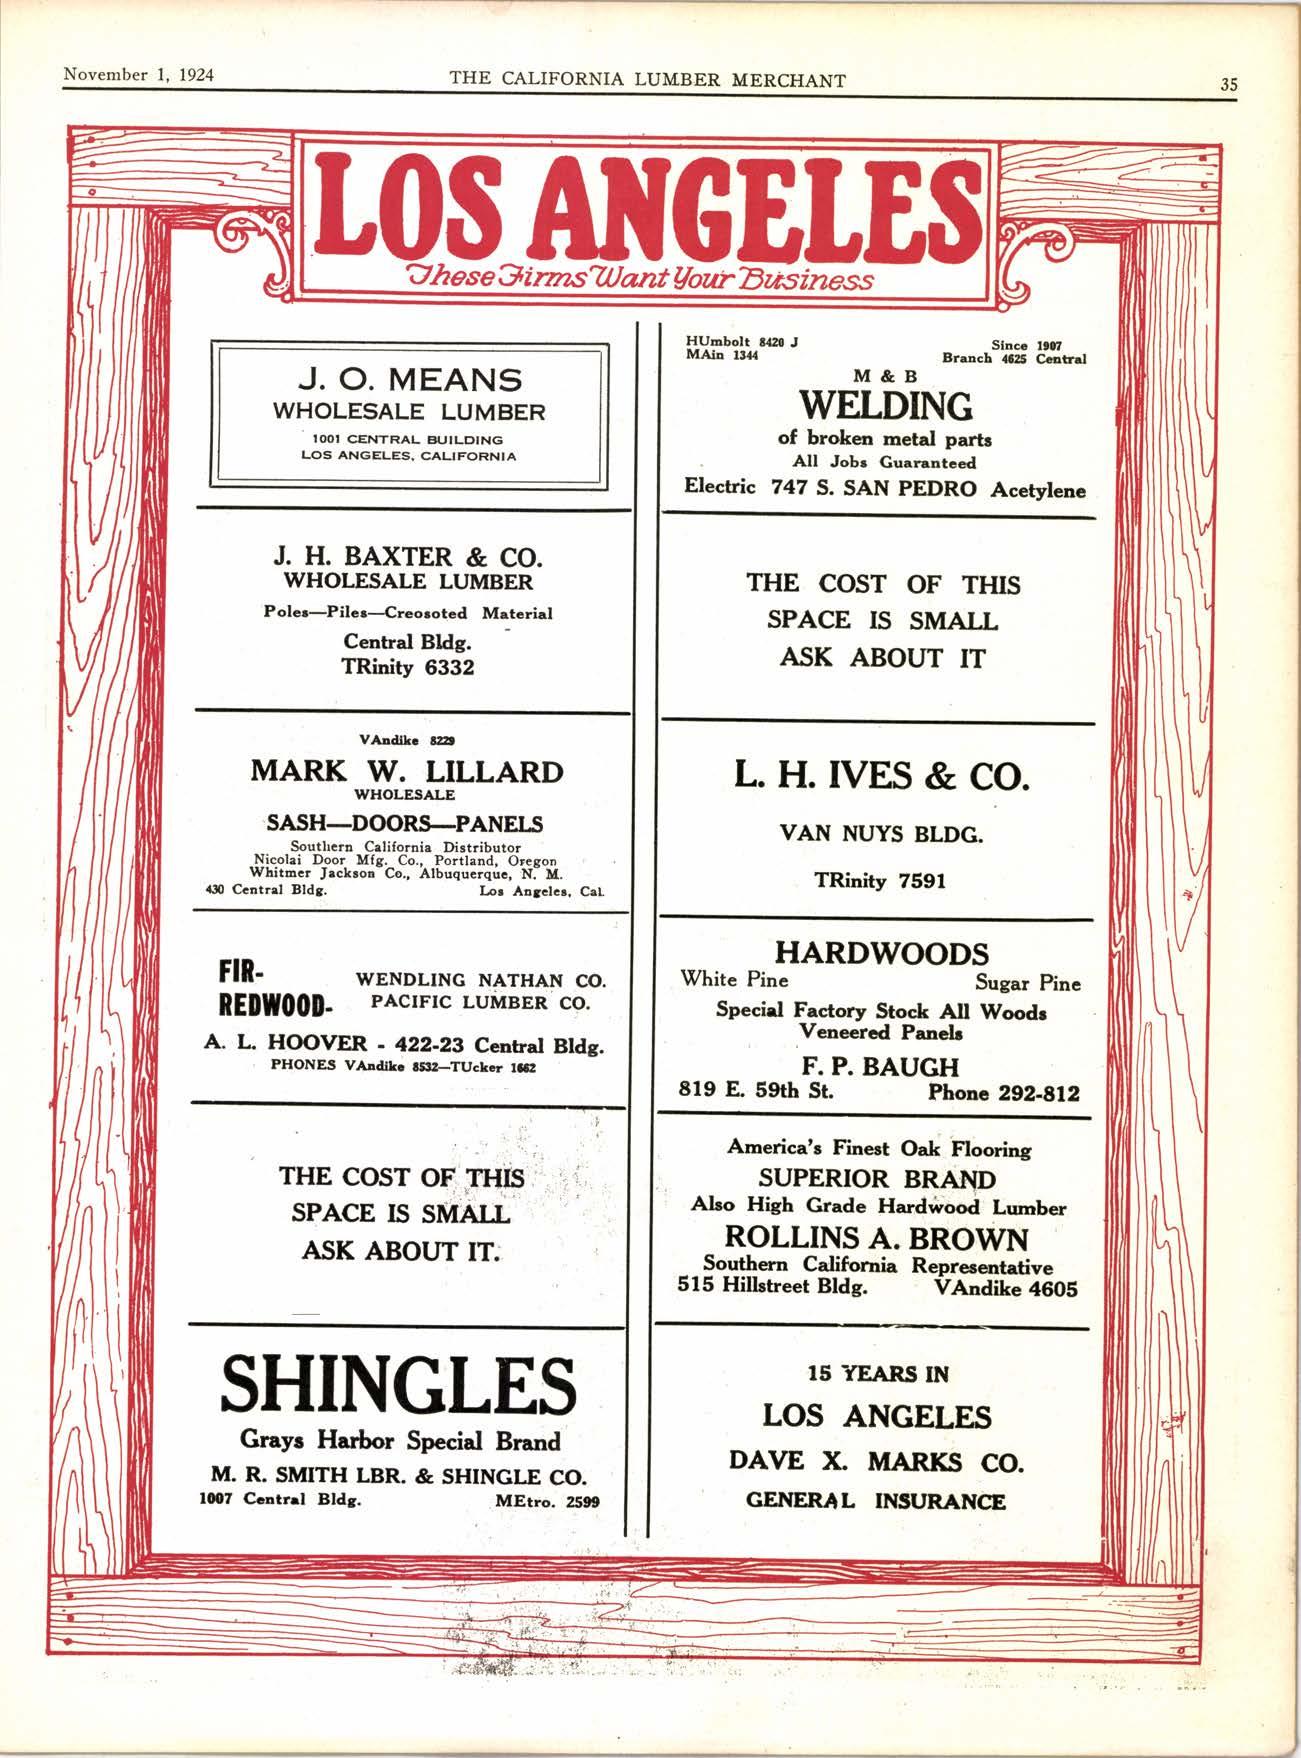 November 1, 1924
THE CALIFORNIA LUMBER MERCHANT
35
LOS ANGELES
These Firms Want Your Business
J. O. MEANS
WHOLESALE LUMBER
1001 CENTRAL BUILDING
LOS ANGELES, CALIFORNIA
J. H. BAXTER & CO.
WHOLESALE LUMBER
Poles—Piles—Creosoted Material
Central Bldg.
TRinity 6332
VAndike 8229
MARK W. LILLARD
WHOLESALE
SASH—DOORS—PANELS
Southern California Distributor
Nicolai Door Mfg. Co., Portland, Oregon
Whitmer Jackson Co., Albuquerque, N. M.
430 Central Bldg. Los Angeles, Cal.
FIR- WENDLING NATHAN CO.
REDWOOD- PACIFIC LUMBER CO.
A. L. HOOVER - 422-23 Central Bldg.
PHONES VAndike 8532—TUcker 1662
THE COST OF THIS
SPACE IS SMALL
ASK ABOUT IT.
SHINGLES
Grays Harbor Special Brand
M. R. SMITH LBR. & SHINGLE CO.
1007 Central Bldg. MEtro. 2599
HUmbolt 8420 J Since 1907
MAin 1344 Branch 4625 Central
M & B
WELDING
of broken metal parts
All Jobs Guaranteed
Electric 747 S. SAN PEDRO Acetylene
THE COST OF THIS
SPACE IS SMALL
ASK ABOUT IT
L. H. IVES & CO.
VAN NUYS BLDG.
TRinity 7591
HARDWOODS
White Pine Sugar Pine
Special Factory Stock All Woods
Veneered Panels
F. P. BAUGH
819 E. 59th St. Phone 292-812
America's Finest Oak Flooring
SUPERIOR BRAND
Also High Grade Hardwood Lumber
ROLLINS A. BROWN
Southern California Representative
515 Hillstreet Bldg. VAndike 4605
15 YEARS IN
LOS ANGELES
DAVE X. MARKS CO.
GENERAL INSURANCE